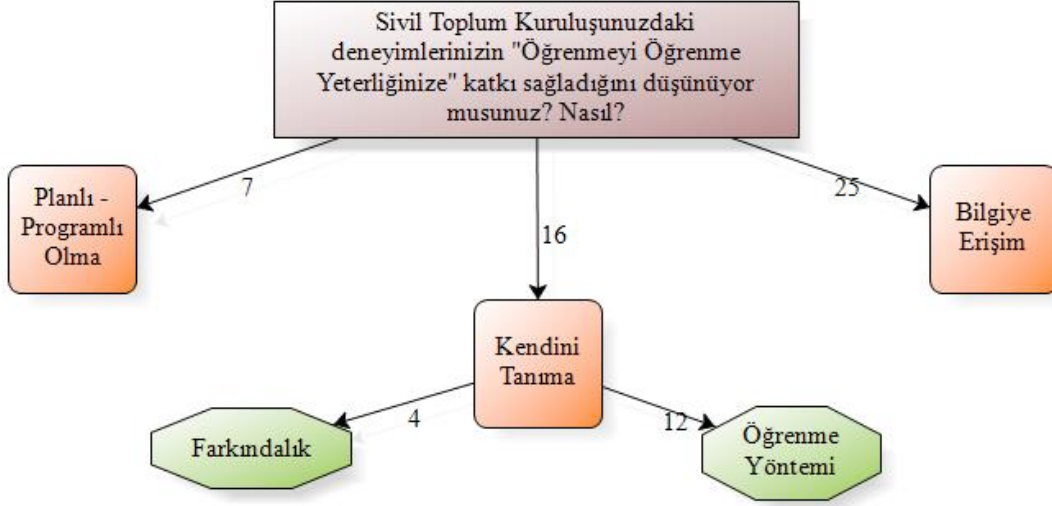 Sivil Toplum Kuruluşunuzdaki
deneyimlerinizin "Öğrenmeyi Öğrenme
Yeterliğinize" katkı sağladığını düşünüyor
musunuz? Nasıl?
7
25
Planlı -
Programlı
Olma
Bilgiye
Erişim
16
Kendini
Tanıma
4
12
Farkındalık
Öğrenme
Yöntemi